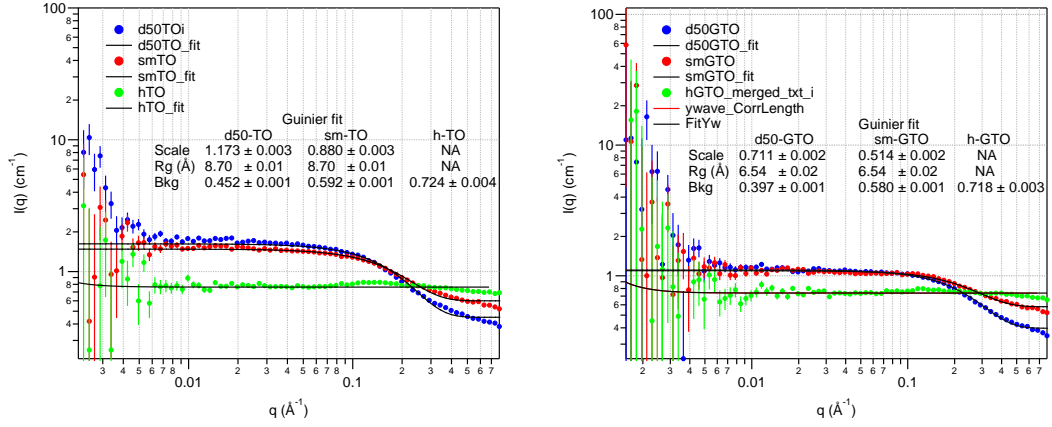 100
8
6
4
2
10
8
6
4
2
1
8
6
4
I(q) (cm-1)
d50TOi
d50TO_fit
smTO
smTO_fit
hTO
hTO_fit
Guinier fit
d50-TO sm-TO h-TO
Scale 1.173 ± 0.003 0.880 ± 0.003 NA
Rg (Å) 8.70 ± 0.01 8.70 ± 0.01 NA
Bkg 0.452 ± 0.001 0.592 ± 0.001 0.724 ± 0.004
3 4 5 6 7 0.01 2 3 4 5 6 7 0.1 2 3 4 5 6 7
q (Å-1)
100
8
6
4
2
10
8
6
4
2
1
8
6
4
I(q) (cm-1)
d50GTO
d50GTO_fit
smGTO
smGTO_fit
hGTO_merged_txt_i
ywave_CorrLength
FitYw
Guinier fit
d50-GTO sm-GTO h-GTO
Scale 0.711 ± 0.002 0.514 ± 0.002 NA
Rg (Å) 6.54 ± 0.02 6.54 ± 0.02 NA
Bkg 0.397 ± 0.001 0.580 ± 0.001 0.718 ± 0.003
2 3 4 5 6 7 0.01 2 3 4 5 6 7 0.1 2 3 4 5 6 7
q (Å-1)